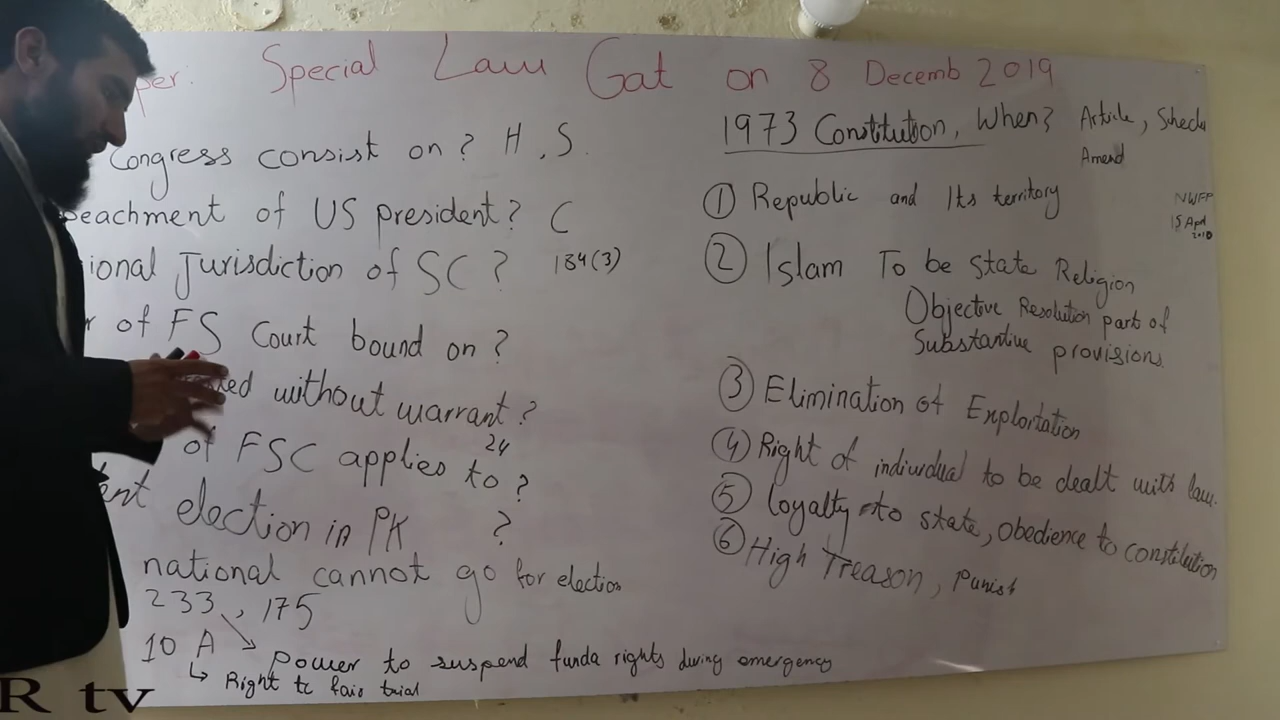 per: Special Law Gat on 8 Decemb 2019
Congress consist on? H, S.
peachment of US president? C
ional Jurisdiction of SC? 184(3)
r of FS Court bound on?
ted without warrant?
24
of FSC applies to?
ent election in PK ?
national cannot go for election
233, 175
10 A
Power to suspend funda rights during emergency
Right to fair trial
1973 Constitution, When? Article, Schedu
Amend
① Republic and Its territory
NWFP
15 Apr
2010
② Islam To be state Religion
Objective Resolution part of
Substantive provisions.
③ Elimination of Exploitation
④ Right of individual to be dealt with law.
⑤ Loyalty to state, obedience to constitution
⑥ High Treason, Punish
R tv